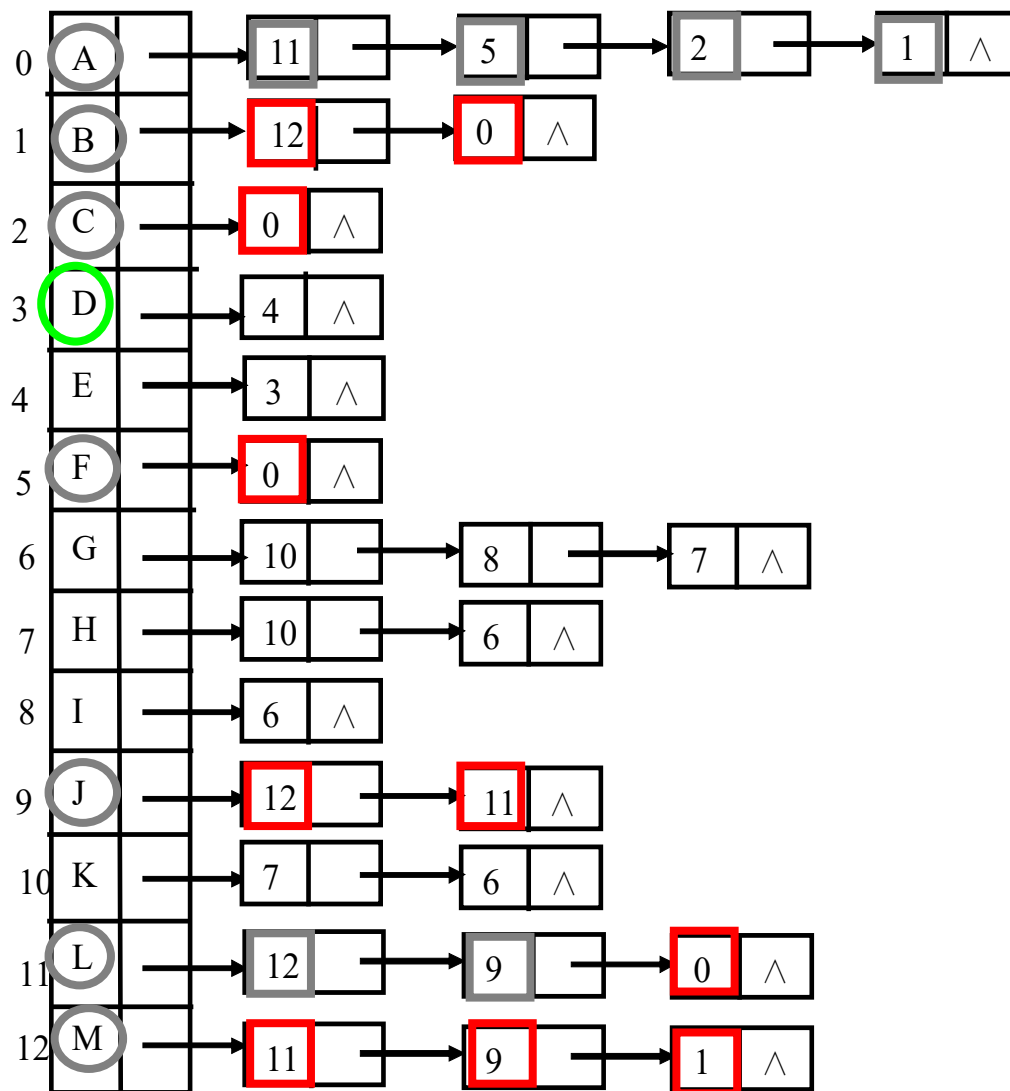 0 A 11 5 2 1 ∧
1 B 12 0 ∧
2 C 0 ∧
3 D 4 ∧
4 E 3 ∧
5 F 0 ∧
6 G 10 8 7 ∧
7 H 10 6 ∧
8 I 6 ∧
9 J 12 11 ∧
10 K 7 6 ∧
11 L 12 9 0 ∧
12 M 11 9 1 ∧